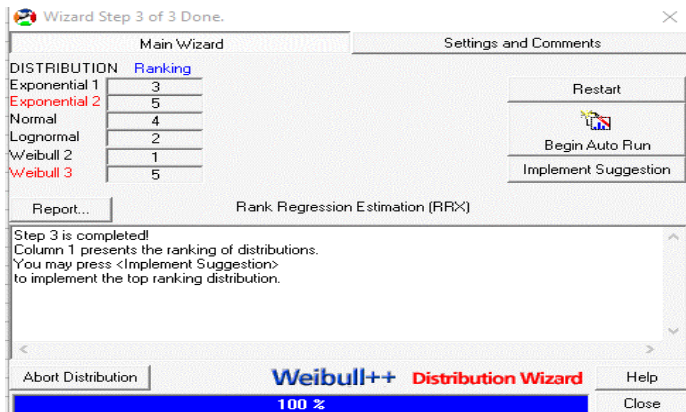 Wizard Step 3 of 3 Done.
Main Wizard Settings and Comments
DISTRIBUTION Ranking
Exponential 1 3
Exponential 2 5
Normal 4
Lognormal 2
Weibull 2 1
Weibull 3 5
Restart
Begin Auto Run
Implement Suggestion
Report... Rank Regression Estimation (RRX)
Step 3 is completed!
Column 1 presents the ranking of distributions.
You may press <Implement Suggestion>
to implement the top ranking distribution.
Abort Distribution Weibull++ Distribution Wizard Help
100 % Close